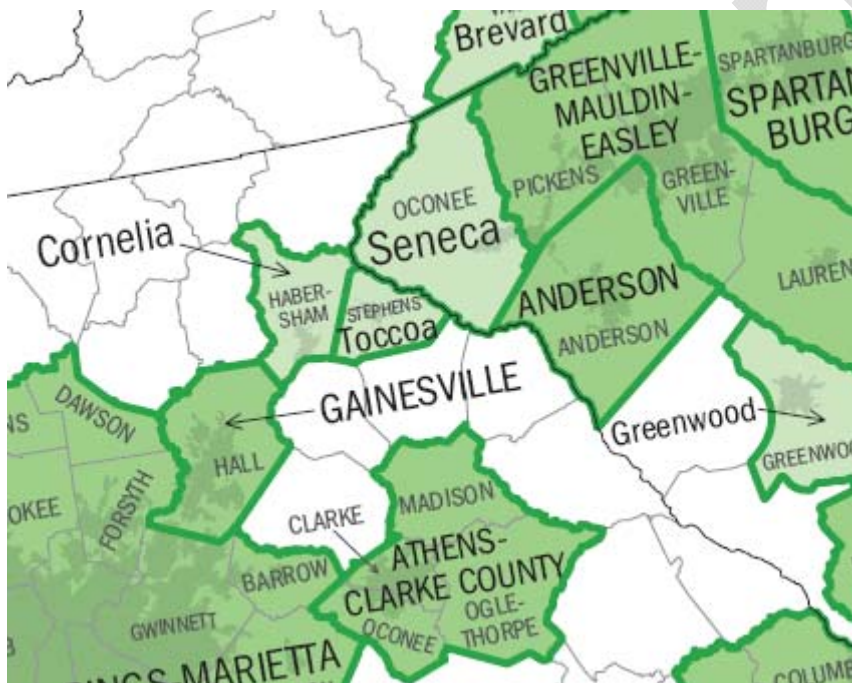 Brevard
GREENVILLE-
MAULDIN-
EASLEY
SPARTANBURG
SPARTAN
BURG
PICKENS
GREEN-
VILLE
OCONEE
Seneca
Cornelia
HABER-
SHAM
STEPHENS
Toccoa
ANDERSON
ANDERSON
LAUREN
GAINESVILLE
Greenwood
GREENWOO
DAWSON
NS
HALL
FORSYTH
OKEE
CLARKE
MADISON
ATHENS-
CLARKE COUNTY
BARROW
OGLE-
THORPE
OCONEE
GWINNETT
NGS-MARIETTA
COLUMB